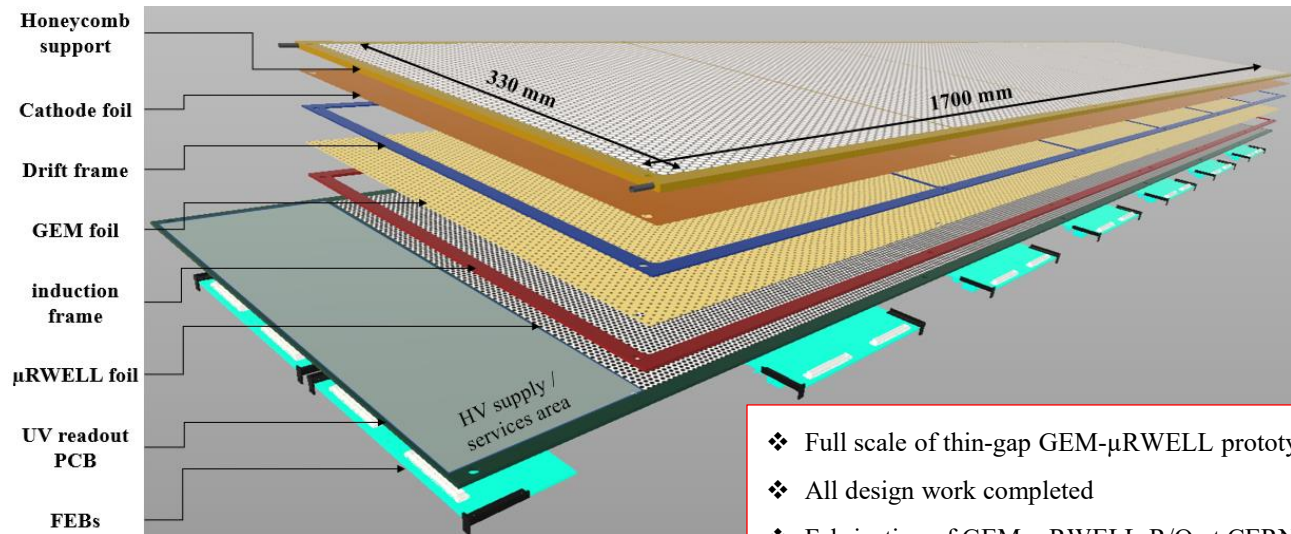 Honeycomb
support
Cathode foil
Drift frame
GEM foil
induction
frame
μRWELL foil
UV readout
PCB
FEBs
330 mm
1700 mm
HV supply /
services area
❖ Full scale of thin-gap GEM-μRWELL
❖ All design work completed